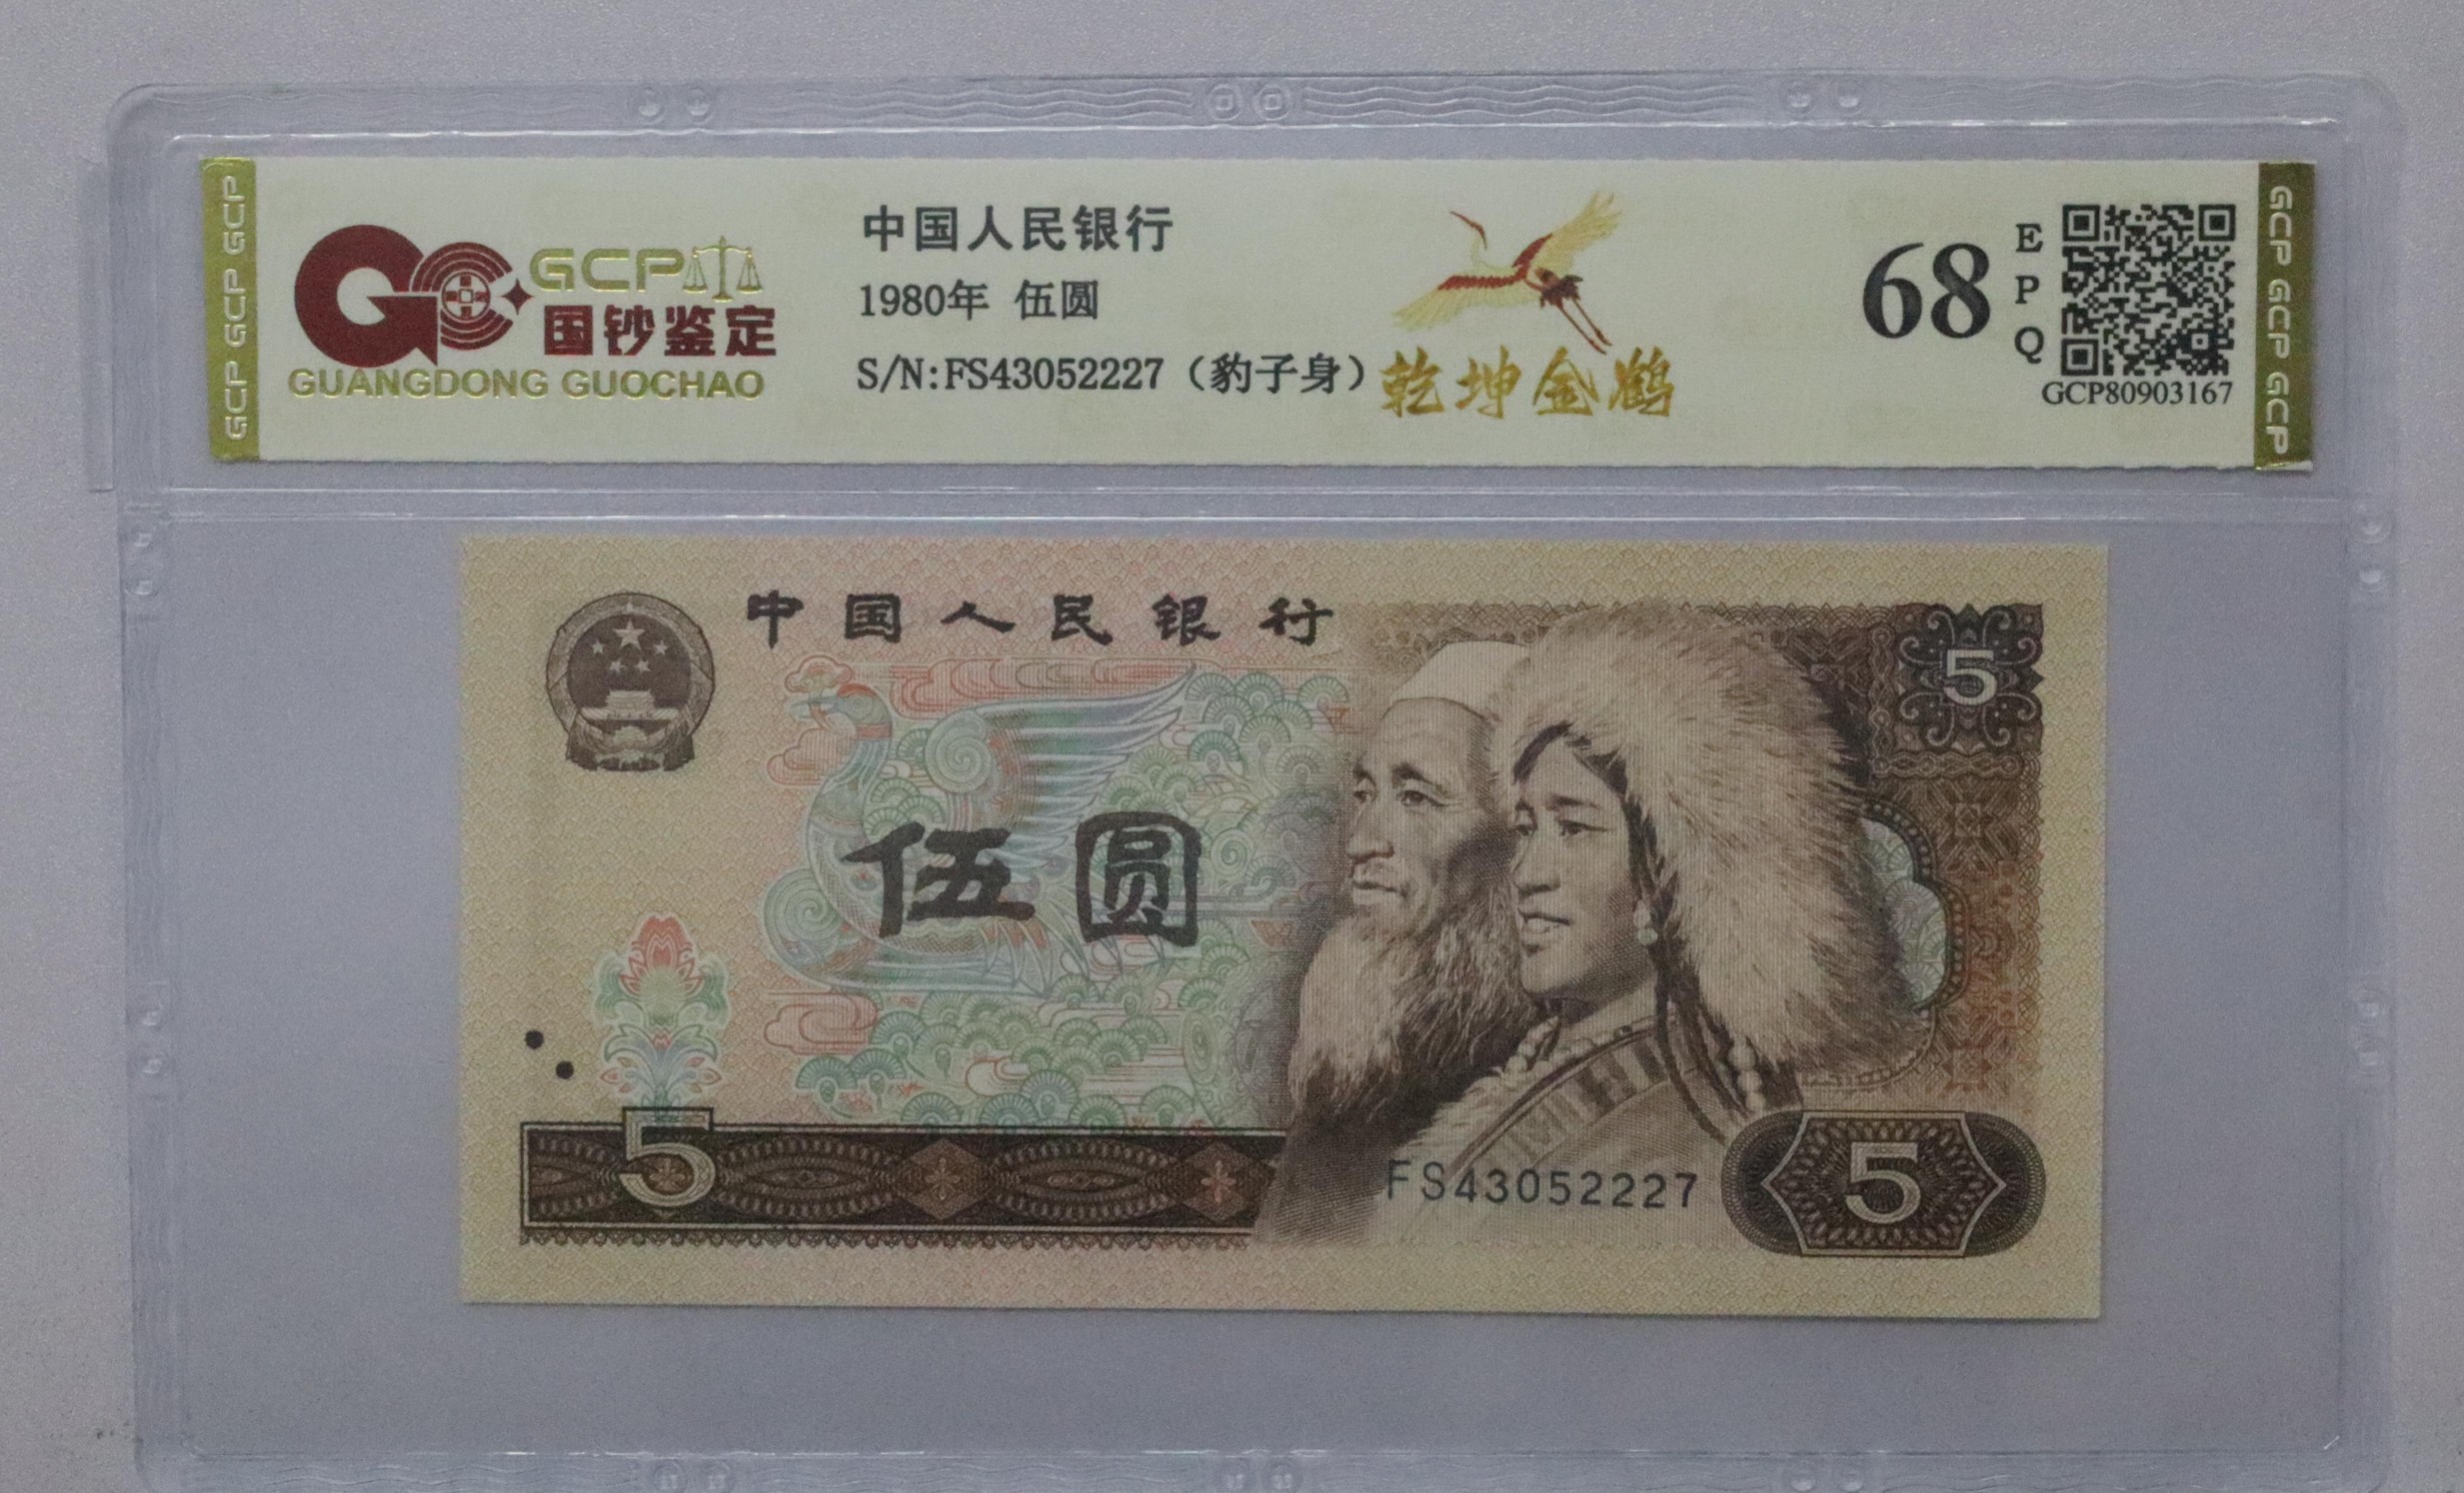 GCP GCP GCP
GCP
国钞鉴定
GUANGDONG GUOCHAO
中国人民银行
1980年 伍圆
S/N:FS43052227（豹子身）
乾坤金鹤
68
EPQ
GCP80903167
GCP GCP GCP
中国人民银行
5
伍圆
5
FS43052227
5